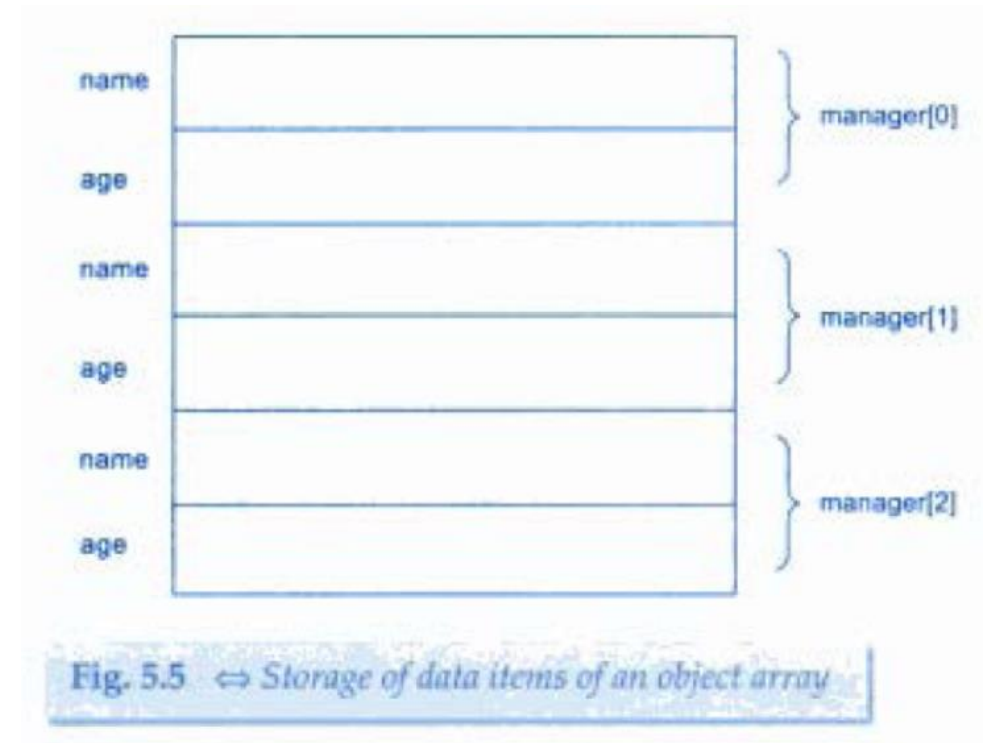 name
manager[0]
age
name
manager[1]
age
name
manager[2]
age
Fig. 5.5 ⇔ Storage of data items of an object array